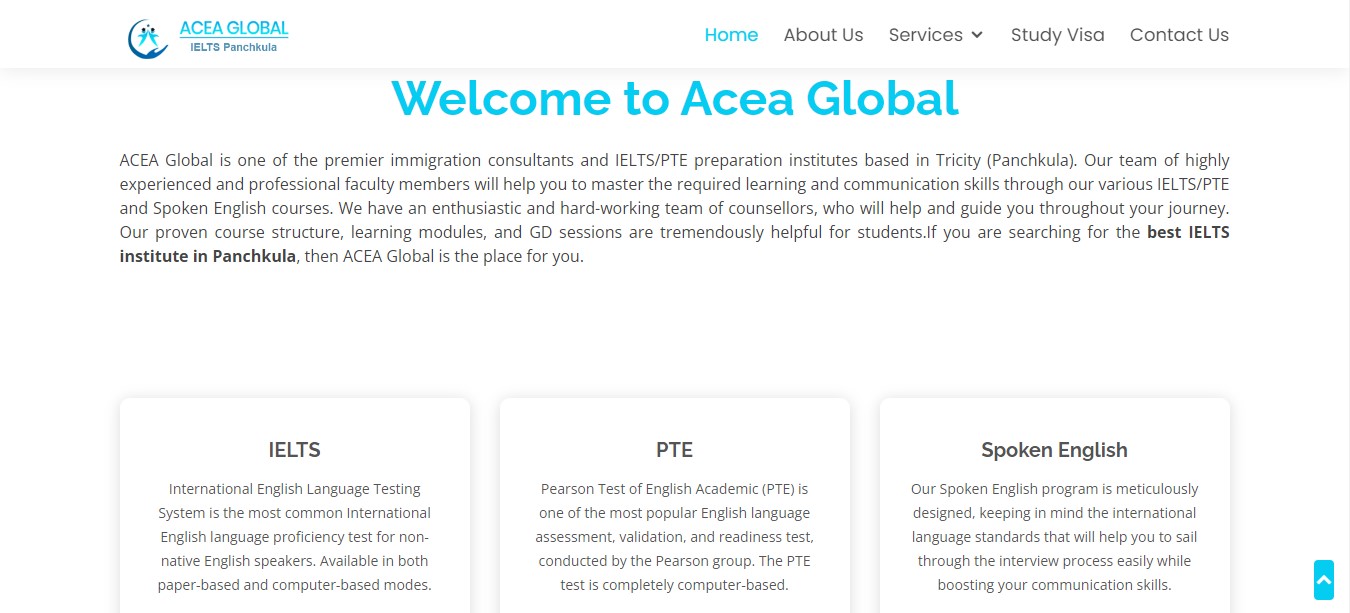 ACEA GLOBAL
IELTS Panchkula
Home About Us Services Study Visa Contact Us
Welcome to Acea Global
ACEA Global is one of the premier immigration consultants and IELTS/PTE preparation institutes based in Tricity (Panchkula). Our team of highly
experienced and professional faculty members will help you to master the required learning and communication skills through our various IELTS/PTE
and Spoken English courses. We have an enthusiastic and hard-working team of counsellors, who will help and guide you throughout your journey.
Our proven course structure, learning modules, and GD sessions are tremendously helpful for students.If you are searching for the best IELTS
institute in Panchkula, then ACEA Global is the place for you.
IELTS
International English Language Testing
System is the most common International
English language proficiency test for non-
native English speakers. Available in both
paper-based and computer-based modes.
PTE
Pearson Test of English Academic (PTE) is
one of the most popular English language
assessment, validation, and readiness test,
conducted by the Pearson group. The PTE
test is completely computer-based.
Spoken English
Our Spoken English program is meticulously
designed, keeping in mind the international
language standards that will help you to sail
through the interview process easily while
boosting your communication skills.